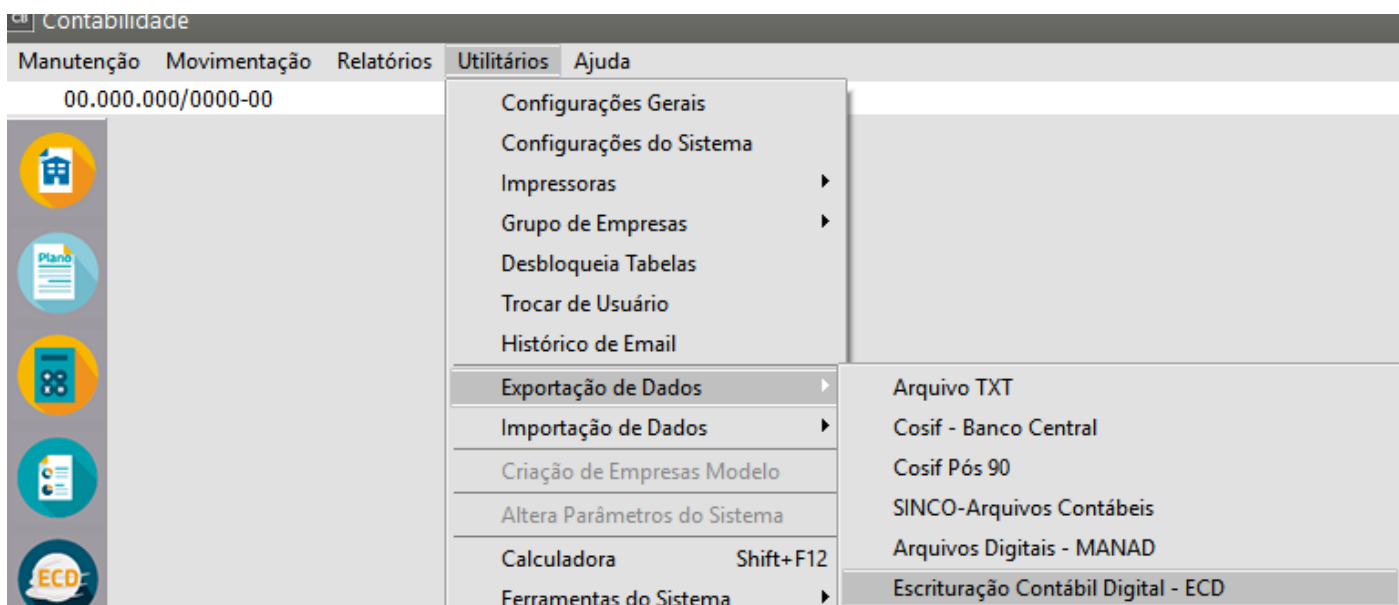 CB Contabilidade
Manutenção Movimentação Relatórios Utilitários Ajuda
00.000.000/0000-00
Configurações Gerais
Configurações do Sistema
Impressoras
Grupo de Empresas
Desbloqueia Tabelas
Trocar de Usuário
Histórico de Email
Exportação de Dados
Importação de Dados
Criação de Empresas Modelo
Altera Parâmetros do Sistema
Calculadora Shift+F12
Ferramentas do Sistema
Arquivo TXT
Cosif - Banco Central
Cosif Pós 90
SINCO-Arquivos Contábeis
Arquivos Digitais - MANAD
Escrituração Contábil Digital - ECD
Plano
ECD